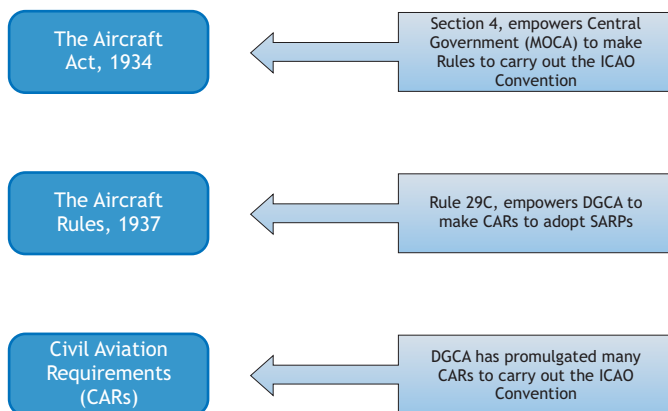 The Aircraft
Act, 1934
Section 4, empowers Central
Government (MOCA) to make
Rules to carry out the ICAO
Convention
The Aircraft
Rules, 1937
Rule 29C, empowers DGCA to
make CARs to adopt SARPs
Civil Aviation
Requirements
(CARs)
DGCA has promulgated many
CARs to carry out the ICAO
Convention